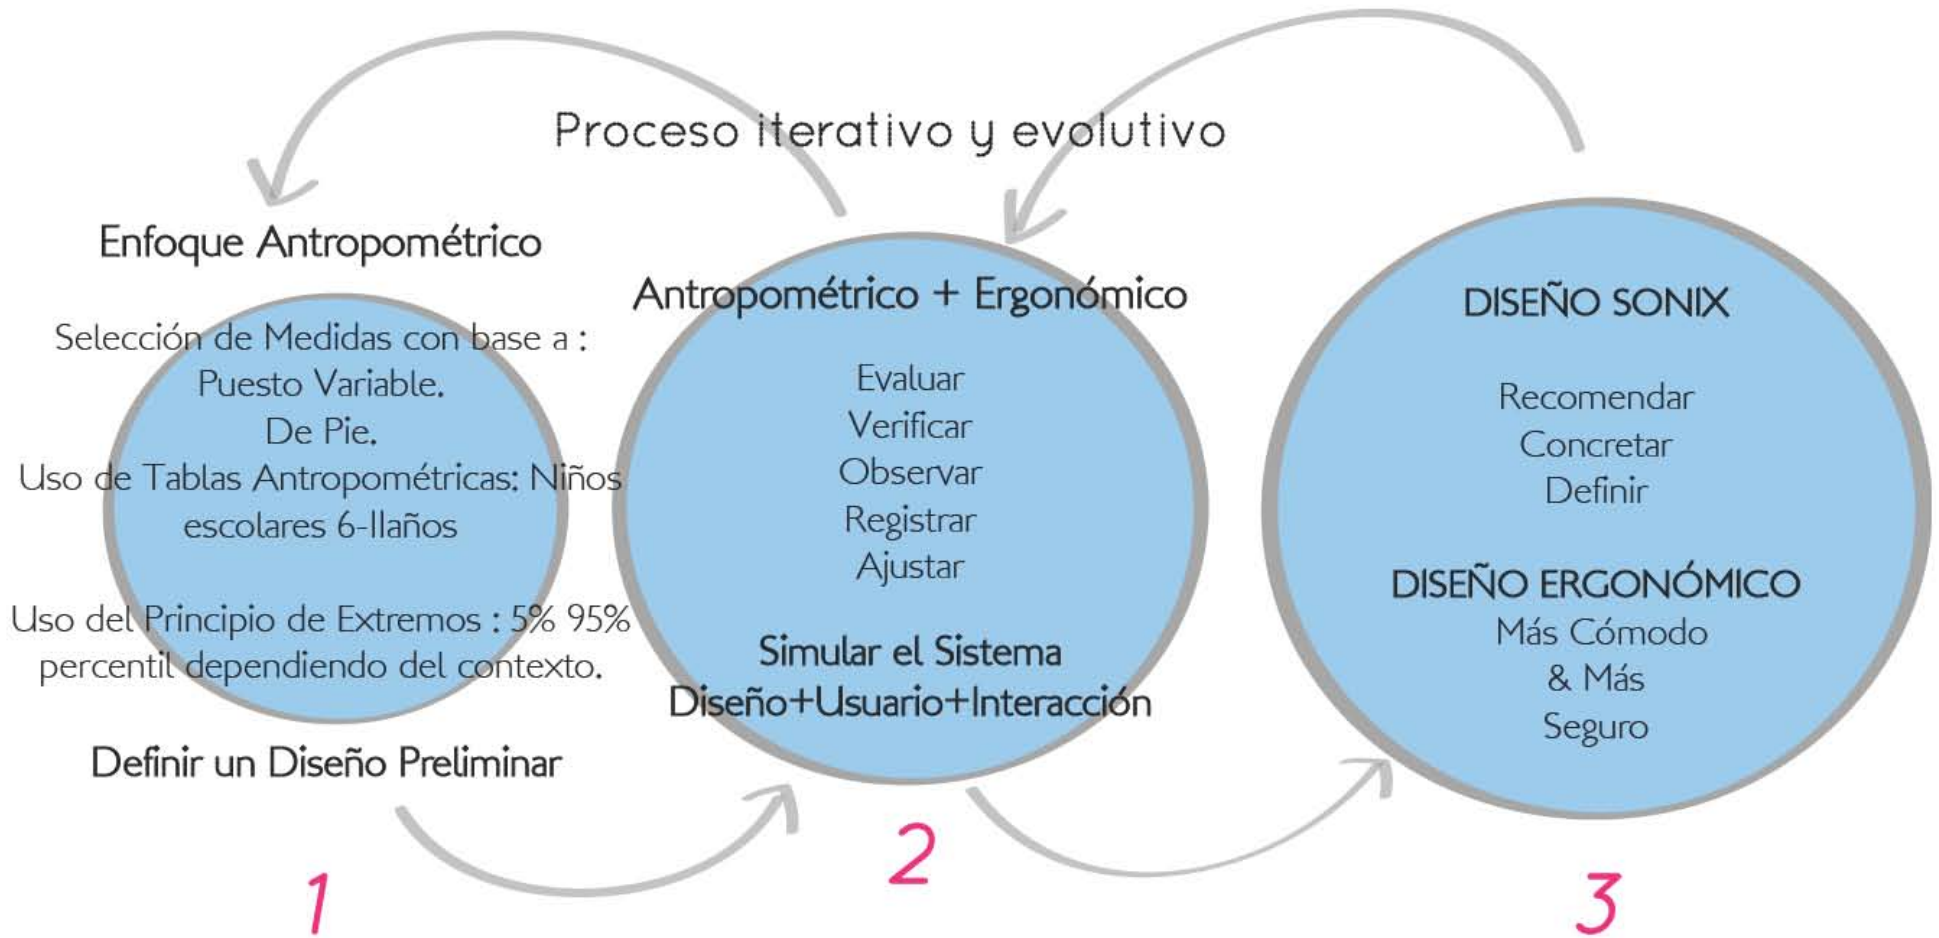 Proceso iterativo y evolutivo
Enfoque Antropométrico
Selección de Medidas con base a :
Puesto Variable.
De Pie.
Uso de Tablas Antropométricas: Niños
escolares 6-11años
Uso del Principio de Extremos : 5% 95%
percentil dependiendo del contexto.
Definir un Diseño Preliminar
1
Antropométrico + Ergonómico
Evaluar
Verificar
Observar
Registrar
Ajustar
Simular el Sistema
Diseño+Usuario+Interacción
2
DISEÑO SONIX
Recomendar
Concretar
Definir
DISEÑO ERGONÓMICO
Más Cómodo
& Más
Seguro
3